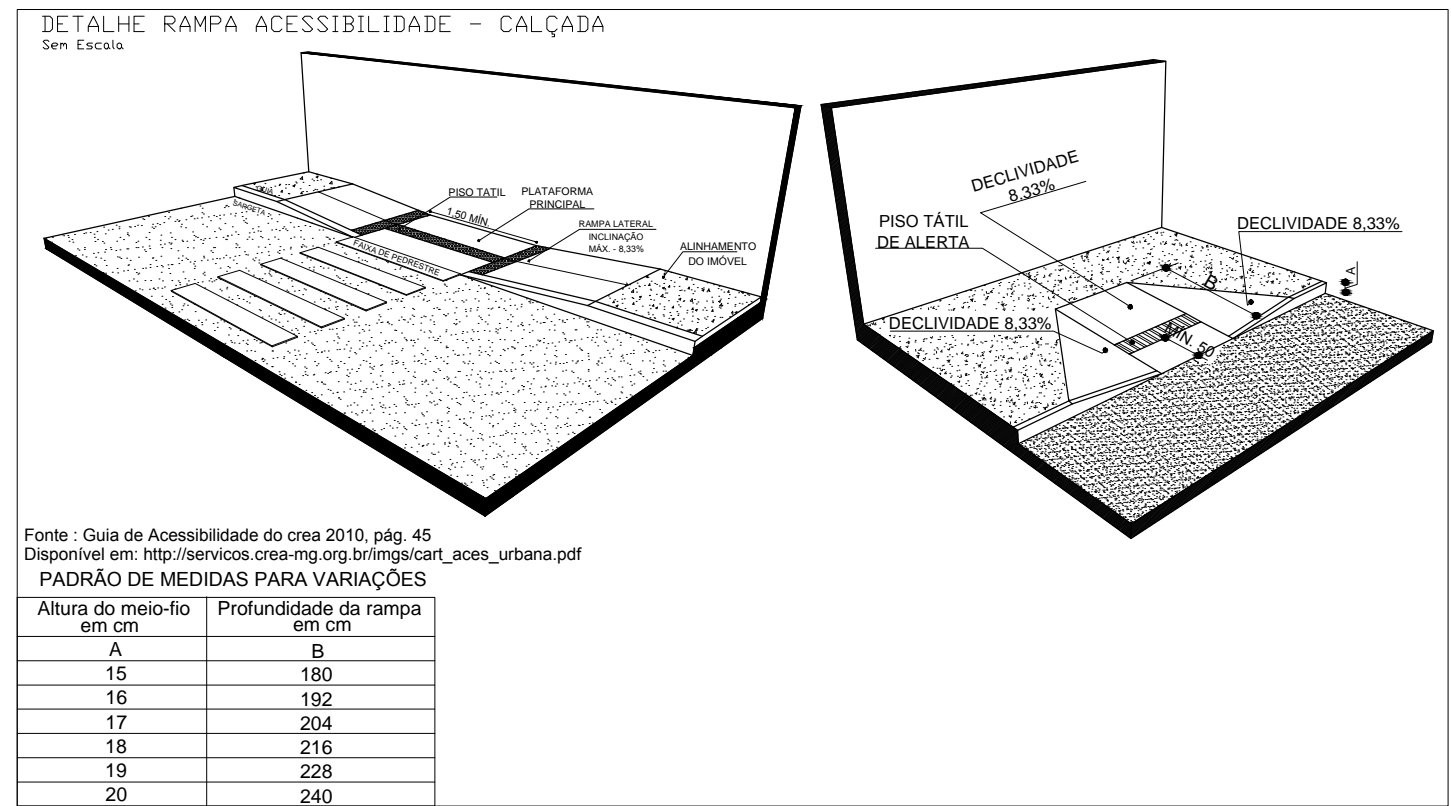 DETALHE RAMPA ACESSIBILIDADE - CALÇADA
Sem Escala
GUIA
SARGETA
PISO TATIL
1,50 MÍN.
PLATAFORMA
PRINCIPAL
RAMPA LATERAL
INCLINAÇÃO
MÁX. - 8,33%
ALINHAMENTO
DO IMÓVEL
FAIXA DE PEDRESTRE
DECLIVIDADE
8,33%
PISO TÁTIL
DE ALERTA
DECLIVIDADE 8,33%
A
B
DECLIVIDADE 8,33%
MIN. 50
Fonte : Guia de Acessibilidade do crea 2010, pág. 45
Disponível em: http://servicos.crea-mg.org.br/imgs/cart_aces_urbana.pdf
PADRÃO DE MEDIDAS PARA VARIAÇÕES
Altura do meio-fio em cm Profundidade da rampa em cm
A B
15 180
16 192
17 204
18 216
19 228
20 240